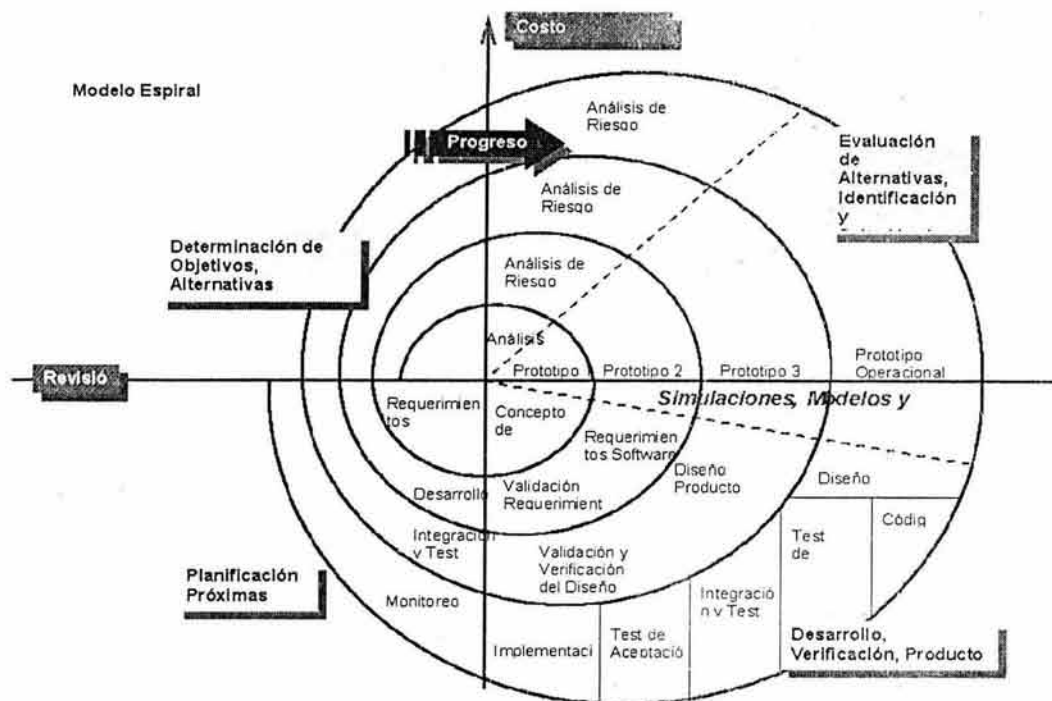 Costo
Modelo Espiral
Análisis de
Riesgo
Progreso
Evaluación
de
Alternativas,
Identificación
y
Análisis de
Riesgo
Determinación de
Objetivos,
Alternativas
Análisis de
Riesgo
Análisis
Prototipo
Prototipo 2
Prototipo 3
Prototipo
Operacional
Revisió
Simulaciones, Modelos y
Requerimien
tos
Concepto
de
Requerimien
tos Software
Diseño
Producto
Diseño
Desarrollo
Validación
Requerimient
Códig
Test
de
Integración
y Test
Validación y
Verificación
del Diseño
Planificación
Próximas
Monitoreo
Integració
n y Test
Implementaci
Test de
Aceptació
Desarrollo,
Verificación, Producto